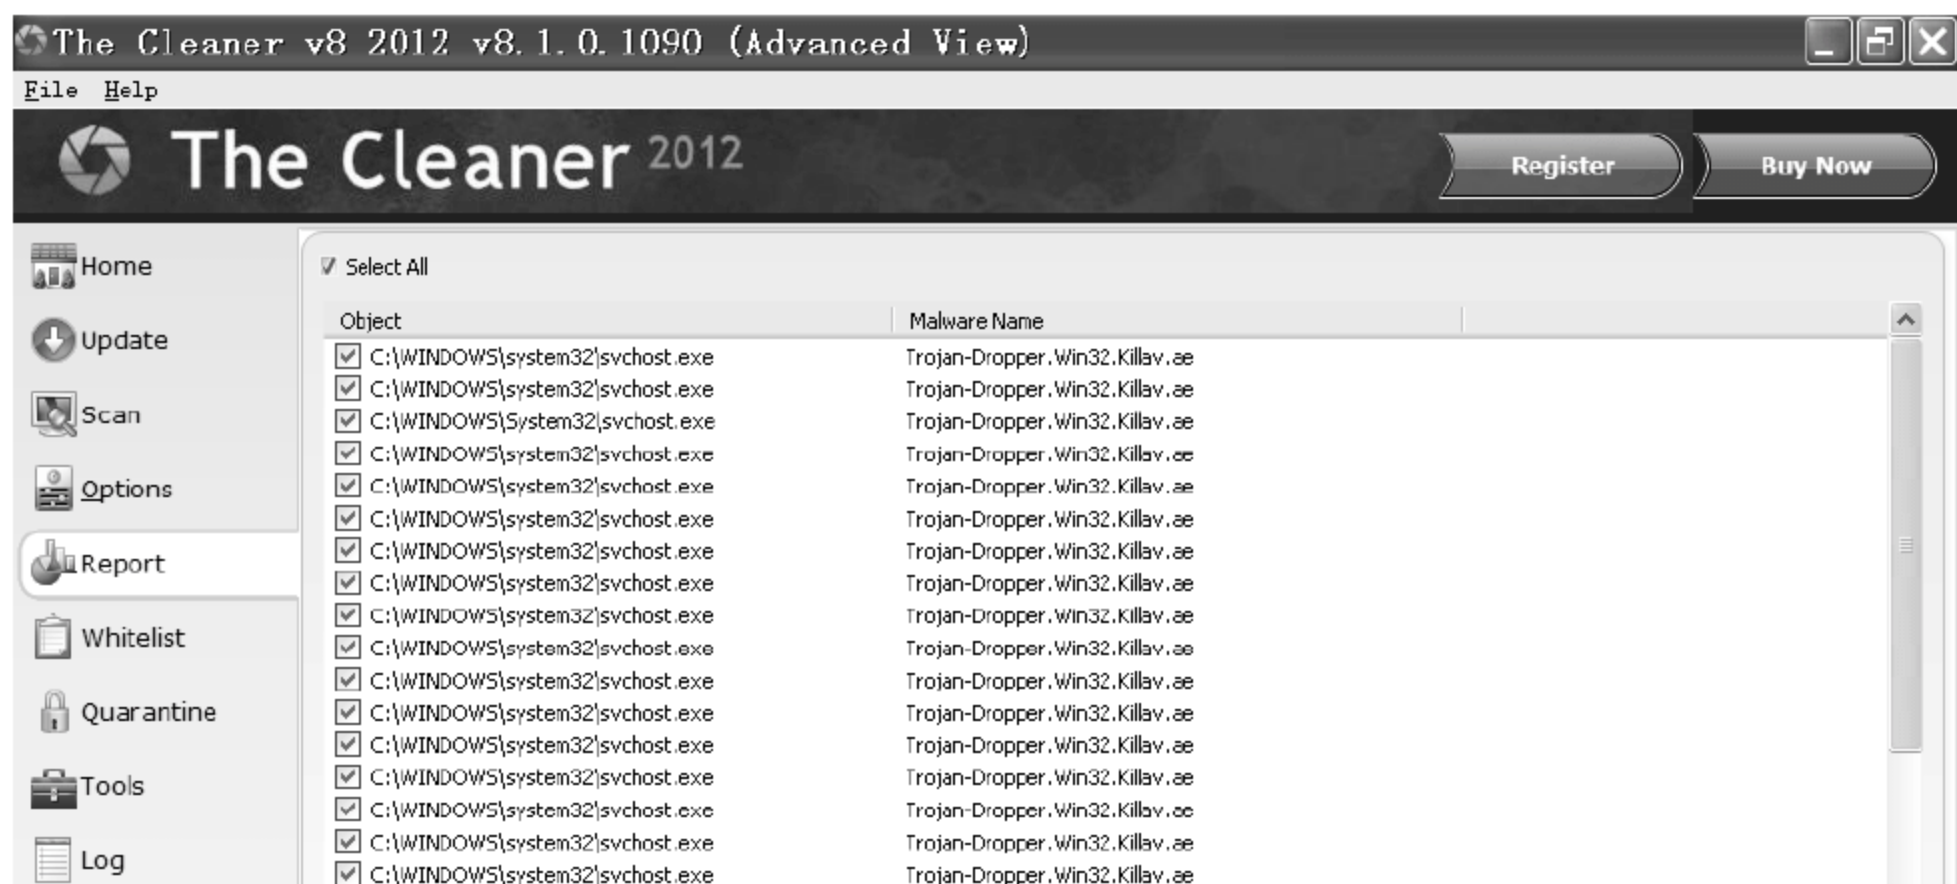 The Cleaner v8 2012 v8.1.0.1090 (Advanced View)
File Help
The Cleaner 2012
Register
Buy Now
Home
Update
Scan
Options
Report
Whitelist
Quarantine
Tools
Log
Select All
Object Malware Name
C:\WINDOWS\system32\svchost.exe Trojan-Dropper.Win32.Killav.ae
C:\WINDOWS\system32\svchost.exe Trojan-Dropper.Win32.Killav.ae
C:\WINDOWS\System32\svchost.exe Trojan-Dropper.Win32.Killav.ae
C:\WINDOWS\system32\svchost.exe Trojan-Dropper.Win32.Killav.ae
C:\WINDOWS\system32\svchost.exe Trojan-Dropper.Win32.Killav.ae
C:\WINDOWS\system32\svchost.exe Trojan-Dropper.Win32.Killav.ae
C:\WINDOWS\system32\svchost.exe Trojan-Dropper.Win32.Killav.ae
C:\WINDOWS\system32\svchost.exe Trojan-Dropper.Win32.Killav.ae
C:\WINDOWS\system32\svchost.exe Trojan-Dropper.Win32.Killav.ae
C:\WINDOWS\system32\svchost.exe Trojan-Dropper.Win32.Killav.ae
C:\WINDOWS\system32\svchost.exe Trojan-Dropper.Win32.Killav.ae
C:\WINDOWS\system32\svchost.exe Trojan-Dropper.Win32.Killav.ae
C:\WINDOWS\system32\svchost.exe Trojan-Dropper.Win32.Killav.ae
C:\WINDOWS\system32\svchost.exe Trojan-Dropper.Win32.Killav.ae
C:\WINDOWS\system32\svchost.exe Trojan-Dropper.Win32.Killav.ae
C:\WINDOWS\system32\svchost.exe Trojan-Dropper.Win32.Killav.ae
C:\WINDOWS\system32\svchost.exe Trojan-Dropper.Win32.Killav.ae